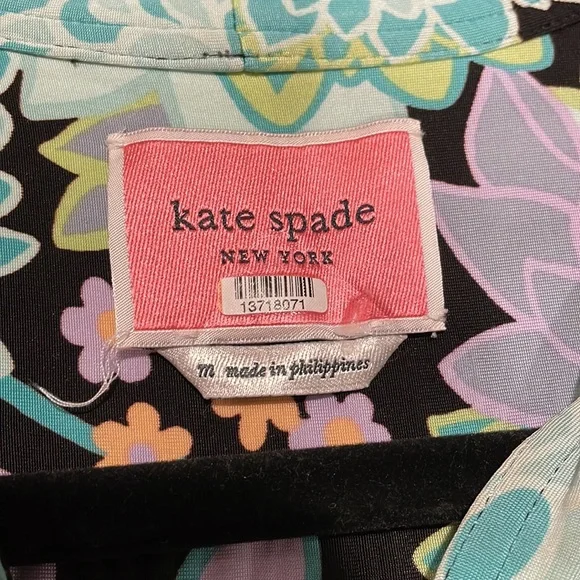 kate spade
NEW YORK
13718071
m made in philippines